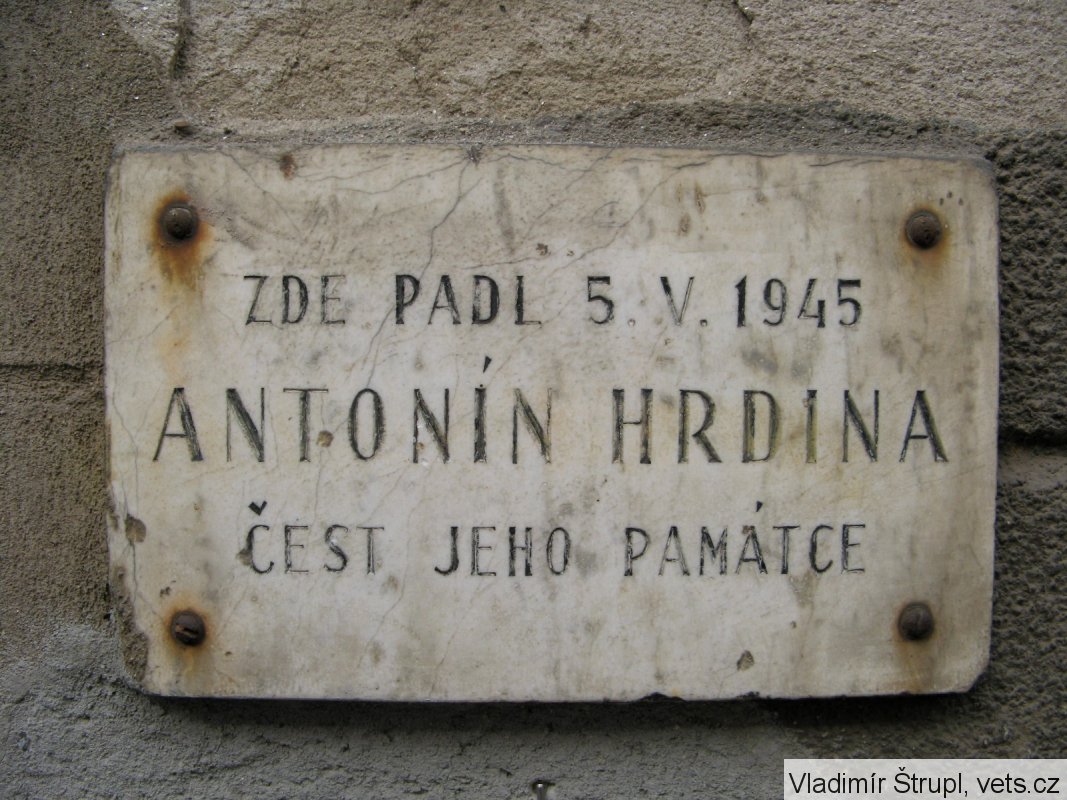 ZDE PADL 5. V. 1945
ANTONÍN HRDINA
ČEST JEHO PAMÁTCE
Vladimír Štrupl, vets.cz